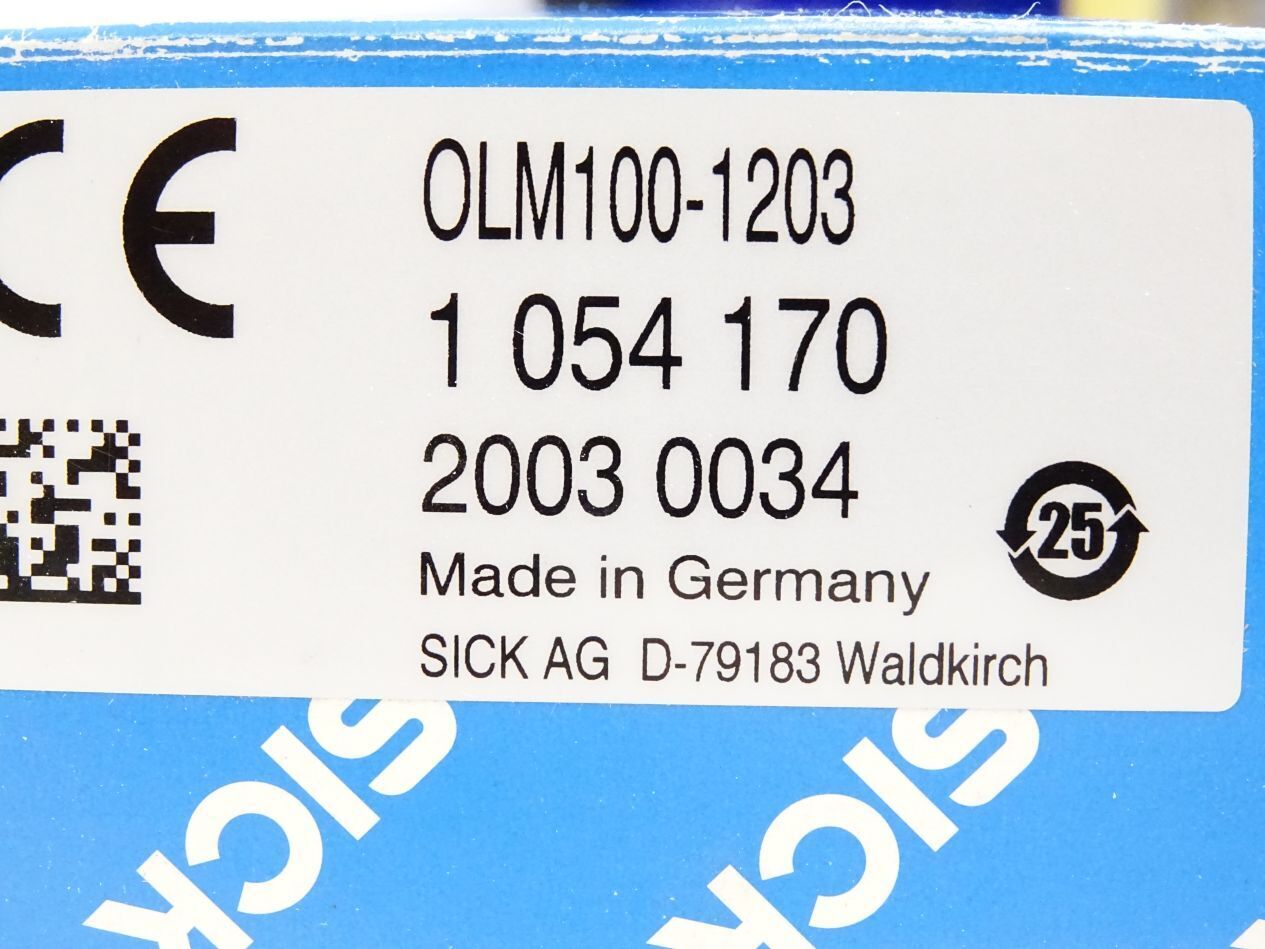 CE
OLM100-1203
1 054 170
2003 0034
25
Made in Germany
SICK AG D-79183 Waldkirch
SICK
SICK